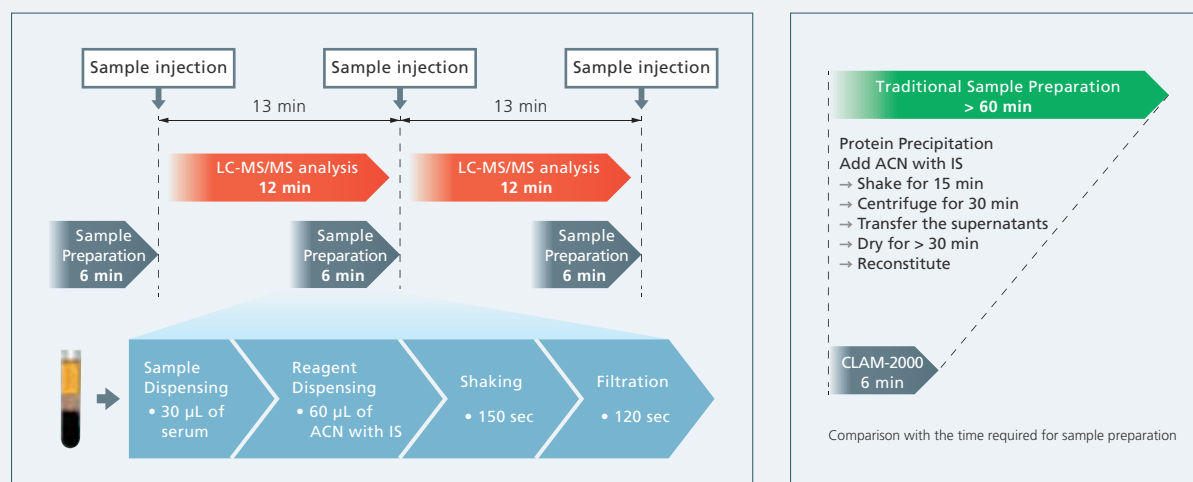 Sample injection
Sample injection
Sample injection
13 min
13 min
LC-MS/MS analysis
12 min
LC-MS/MS analysis
12 min
Sample
Preparation
6 min
Sample
Preparation
6 min
Sample
Preparation
6 min
Sample
Dispensing
• 30 µL of
serum
Reagent
Dispensing
• 60 µL of
ACN with IS
Shaking
• 150 sec
Filtration
• 120 sec
Traditional Sample Preparation
> 60 min
Protein Precipitation
Add ACN with IS
→ Shake for 15 min
→ Centrifuge for 30 min
→ Transfer the supernatants
→ Dry for > 30 min
→ Reconstitute
CLAM-2000
6 min
Comparison with the time required for sample preparation